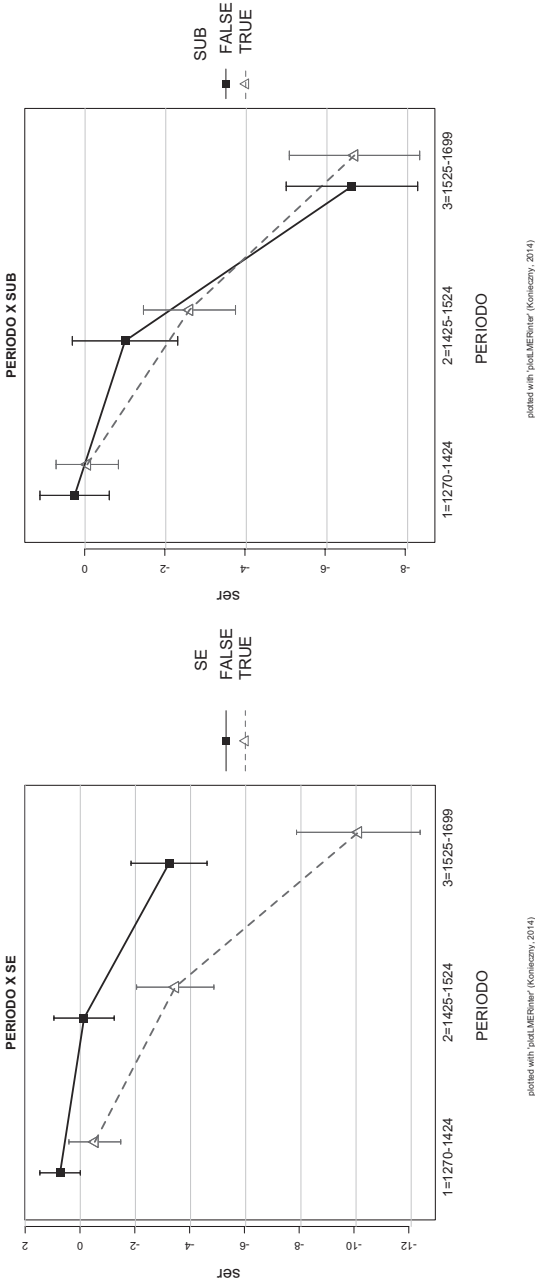 PERIODO X SUB
SUB
FALSE
TRUE
0
-2
-4
-6
-8
ser
1=1270-1424
2=1425-1524
3=1525-1699
PERIODO
plotted with 'plotLMERinter' (Konieczny, 2014)
PERIODO X SE
SE
FALSE
TRUE
2
0
-2
-4
-6
-8
-10
-12
ser
1=1270-1424
2=1425-1524
3=1525-1699
PERIODO
plotted with 'plotLMERinter' (Konieczny, 2014)